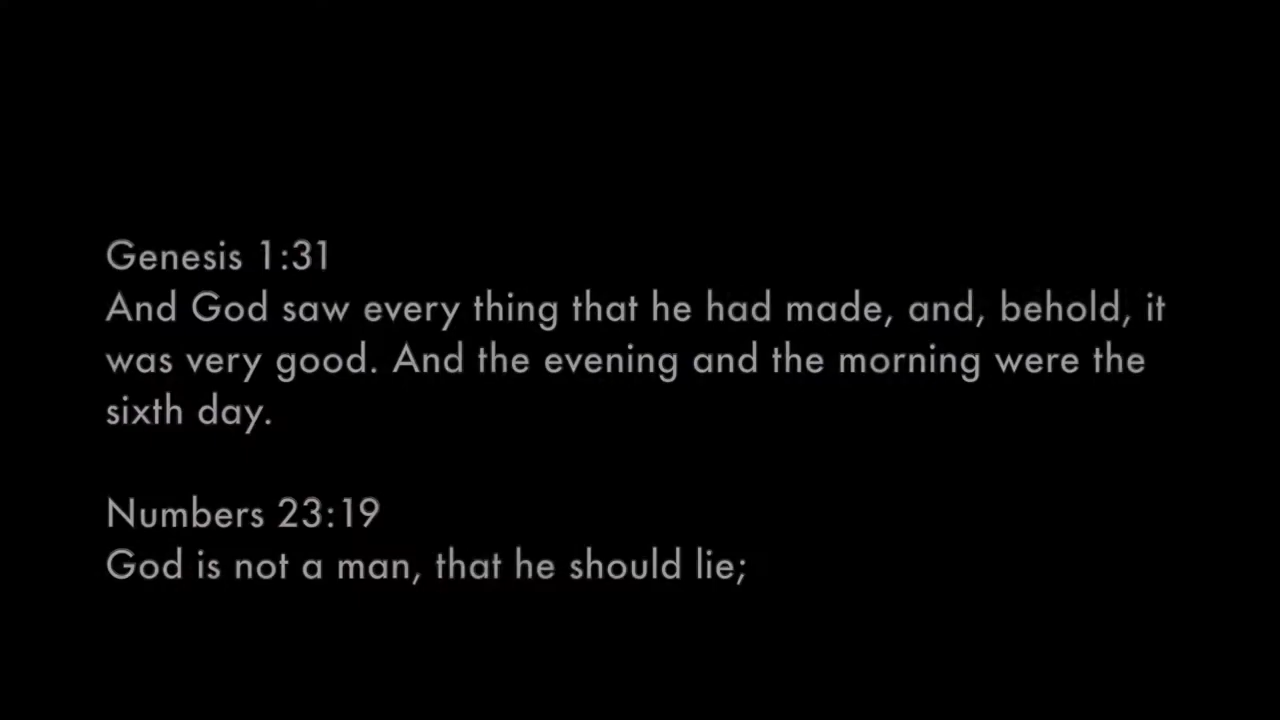 Genesis 1:31
And God saw every thing that he had made, and, behold, it
was very good. And the evening and the morning were the
sixth day.
Numbers 23:19
God is not a man, that he should lie;